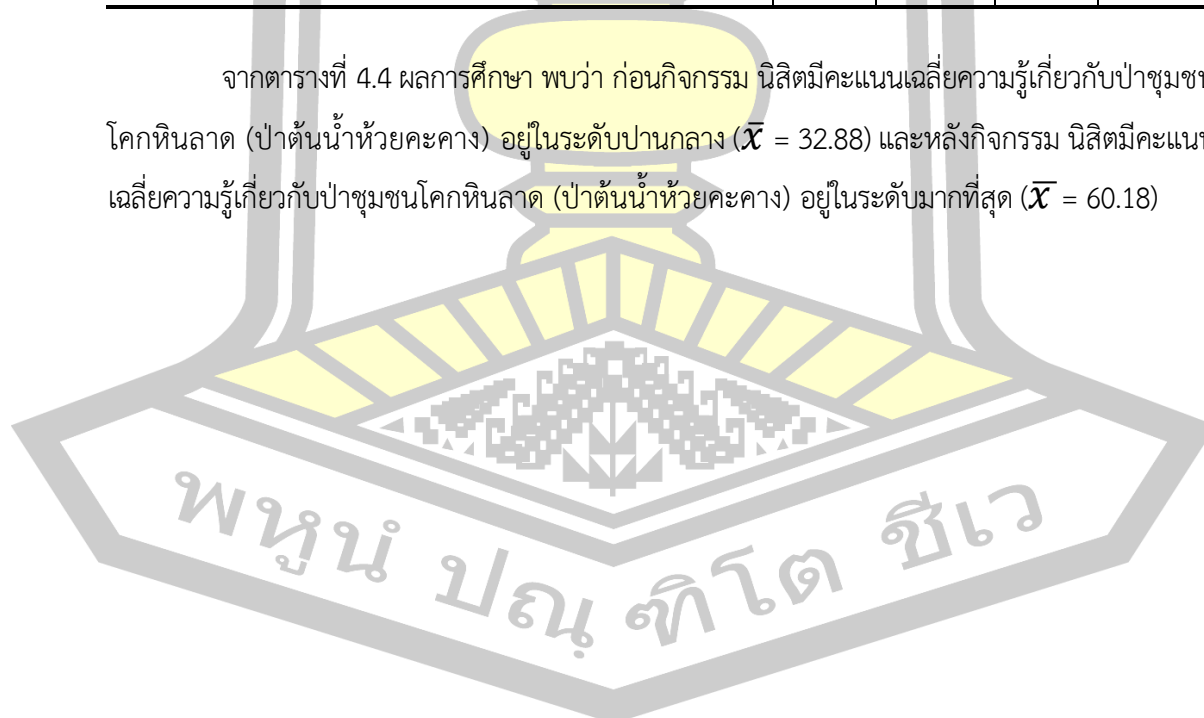 จากตารางที่ 4.4 ผลการศึกษา พบว่า ก่อนกิจกรรม นิสิตมีคะแนนเฉลี่ยความรู้เกี่ยวกับป่าชุมชน
โคกหินลาด (ป่าต้นน้ำห้วยคะคาง) อยู่ในระดับปานกลาง (x̄ = 32.88) และหลังกิจกรรม นิสิตมีคะแนน
เฉลี่ยความรู้เกี่ยวกับป่าชุมชนโคกหินลาด (ป่าต้นน้ำห้วยคะคาง) อยู่ในระดับมากที่สุด (x̄ = 60.18)
พหูนํ ปณฺฑิโต ชีเว